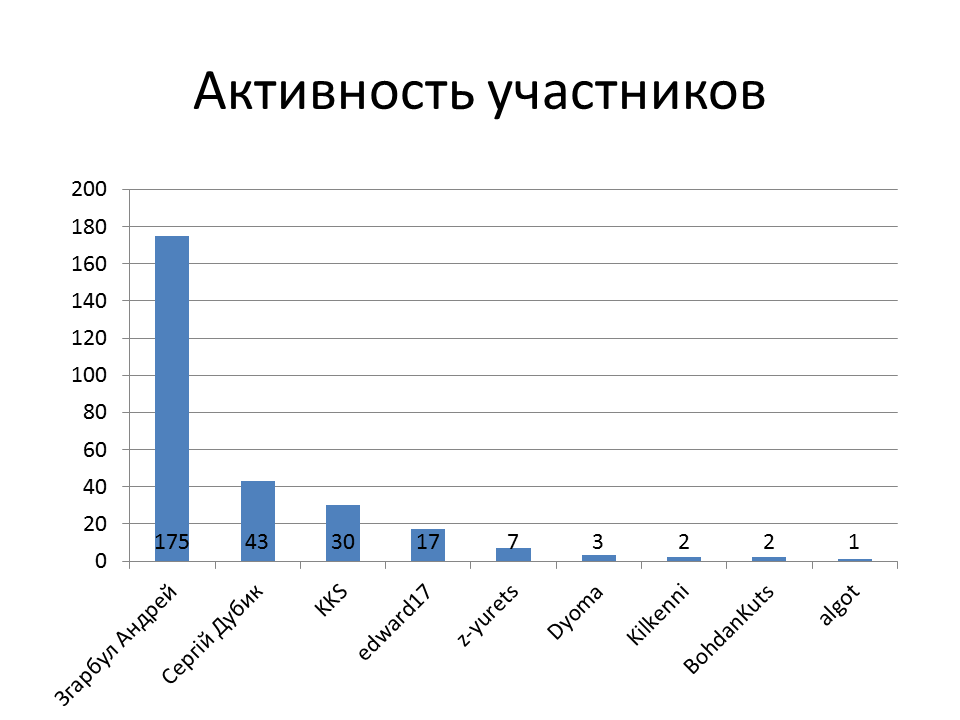 Активность участников
200
180
160
140
120
100
80
60
40
20
0
175 43 30 17 7 3 2 2 1
Згарбул Андрей
Сергій Дубик
KKS
edward17
z-yurets
Dyoma
Kilkenni
BohdanKuts
algot